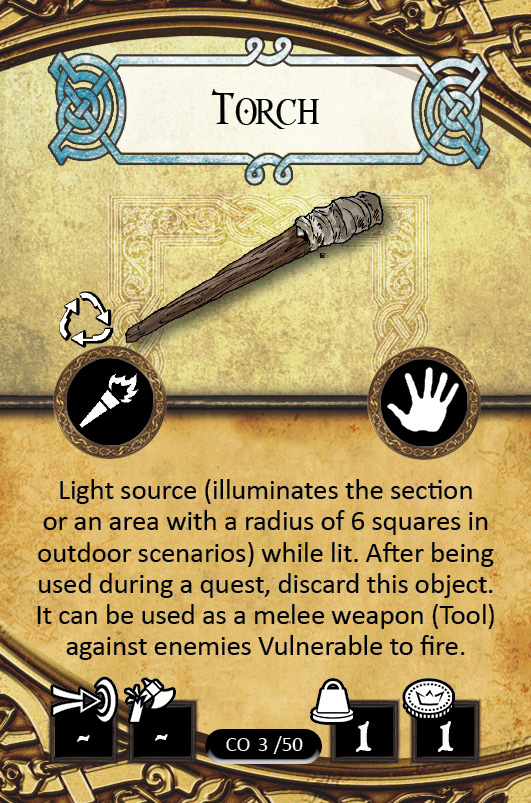 Torch
Light source (illuminates the section
or an area with a radius of 6 squares in
outdoor scenarios) while lit. After being
used during a quest, discard this object.
It can be used as a melee weapon (Tool)
against enemies Vulnerable to fire.
~ ~ CO 3 /50 1 1